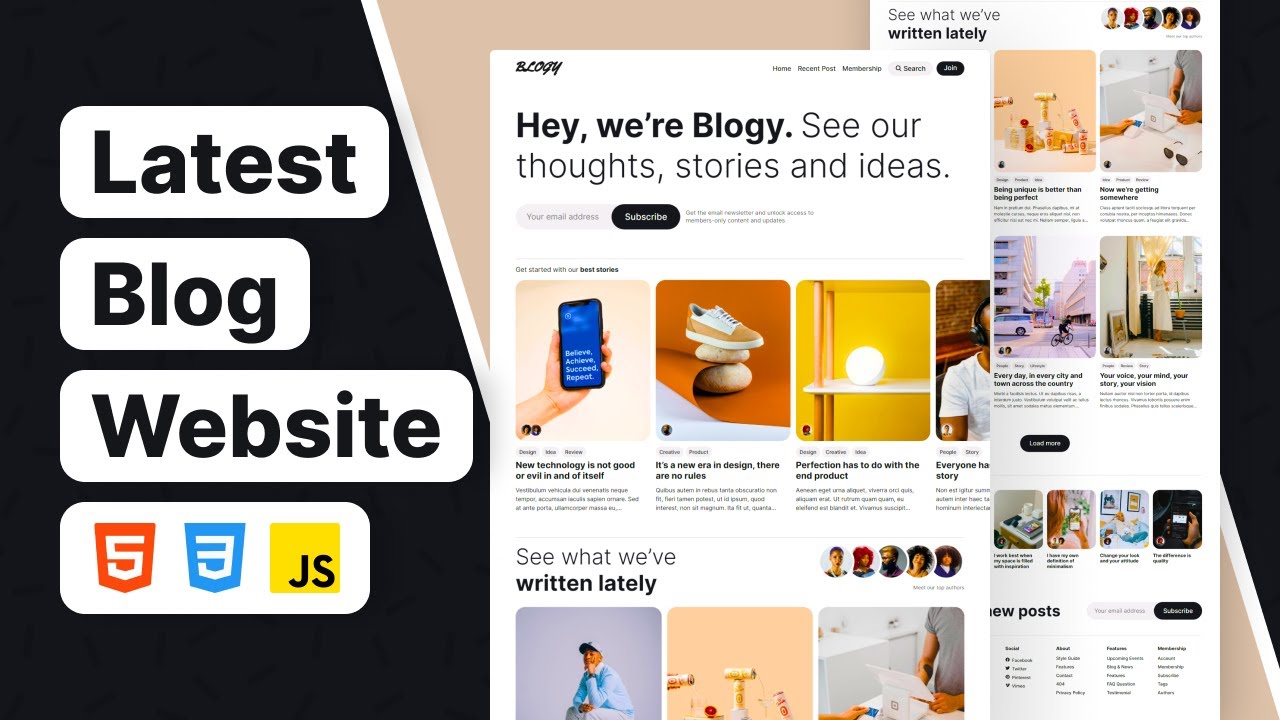 Latest
Blog
Website
5
3
JS
BLOGY
Home Recent Post Membership Search Join
Hey, we're Blogy. See our
thoughts, stories and ideas.
Your email address Subscribe
Get the email newsletter and unlock access to
members-only content and updates
Get started with our best stories
Believe,
Achieve,
Succeed,
Repeat.
Design Idea Review
New technology is not good
or evil in and of itself
Vestibulum vehicula dui venenatis neque
tempor, accumsan iaculis sapien ornare. Sed
at ante porta, ullamcorper massa eu,...
Creative Product
It's a new era in design, there
are no rules
Quibus autem in rebus tanta obscuratio non
fit, fieri tamen potest, ut id ipsum, quod
interest, non sit magnum. Ita fit ut, quanta...
Design Creative Idea
Perfection has to do with the
end product
Aenean eget urna aliquet, viverra orci quis,
aliquam erat. Ut rutrum quam quam, eu
eleifend est blandit et. Vivamus suscipit...
People Story
Everyone ha
story
Non est igitur summ
autem inter haec ta
hominum interiectas
See what we've
written lately
Meet our top authors
See what we've
written lately
Meet our top authors
Design Product Idea
Being unique is better than
being perfect
Idea Product Review
Now we're getting
somewhere
People Story Lifestyle
Every day, in every city and
town across the country
People Review Story
Your voice, your mind, your
story, your vision
Load more
I work best when
my space is filled
with inspiration
I have my own
definition of
minimalism
Change your look
and your attitude
The difference is
quality
new posts
Your email address Subscribe
Social
Facebook
Twitter
Pinterest
Vimeo
About
Style Guide
Features
Contact
404
Privacy Policy
Features
Upcoming Events
Blog & News
Features
FAQ Question
Testimonial
Membership
Account
Membership
Subscriber
Tags
Authors